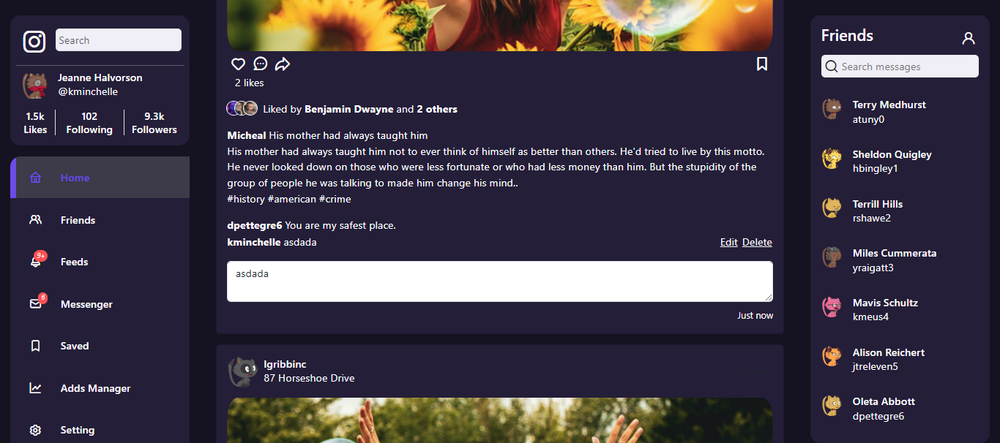 Search
Jeanne Halvorson
@kminchelle
1.5k
Likes
102
Following
9.3k
Followers
Home
Friends
9+
Feeds
6
Messenger
Saved
Adds Manager
Setting
2 likes
Liked by Benjamin Dwayne and 2 others
Micheal His mother had always taught him
His mother had always taught him not to ever think of himself as better than others. He'd tried to live by this motto.
He never looked down on those who were less fortunate or who had less money than him. But the stupidity of the
group of people he was talking to made him change his mind..
#history #american #crime
dpettegre6 You are my safest place.
kminchelle asdada
Edit Delete
asdada
Just now
lgribbinc
87 Horseshoe Drive
Friends
Search messages
Terry Medhurst
atuny0
Sheldon Quigley
hbingley1
Terrill Hills
rshawe2
Miles Cummerata
yraigatt3
Mavis Schultz
kmeus4
Alison Reichert
jtreleven5
Oleta Abbott
dpettegre6